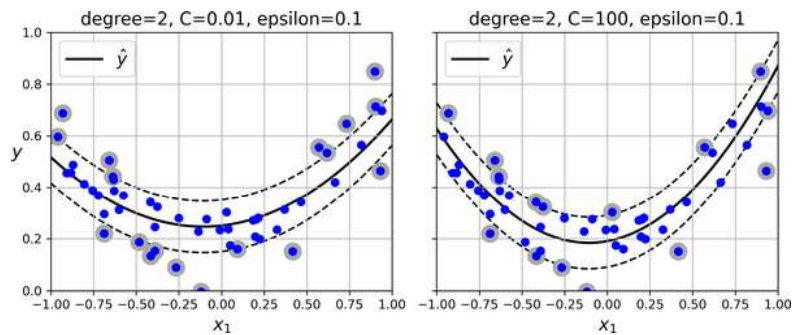 degree=2, C=0.01, epsilon=0.1
degree=2, C=100, epsilon=0.1
1.0
ŷ
ŷ
0.8
0.6
y
0.4
0.2
0.0
−1.00 −0.75 −0.50 −0.25 0.00 0.25 0.50 0.75 1.00
−1.00 −0.75 −0.50 −0.25 0.00 0.25 0.50 0.75 1.00
x₁
x₁